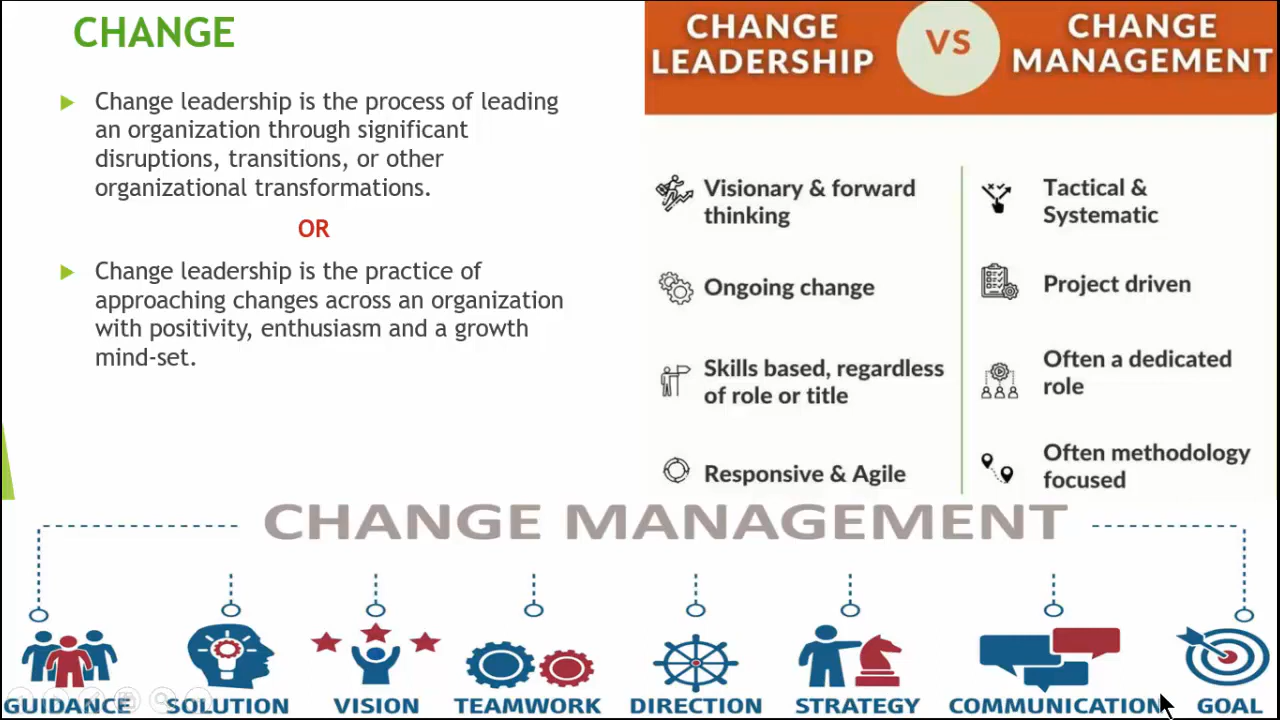 CHANGE
Change leadership is the process of leading
an organization through significant
disruptions, transitions, or other
organizational transformations.
OR
Change leadership is the practice of
approaching changes across an organization
with positivity, enthusiasm and a growth
mind-set.
CHANGE
LEADERSHIP
VS
CHANGE
MANAGEMENT
Visionary & forward
thinking
Tactical &
Systematic
Ongoing change
Project driven
Skills based, regardless
of role or title
Often a dedicated
role
Responsive & Agile
Often methodology
focused
CHANGE MANAGEMENT
GUIDANCE
SOLUTION
VISION
TEAMWORK
DIRECTION
STRATEGY
COMMUNICATION
GOAL